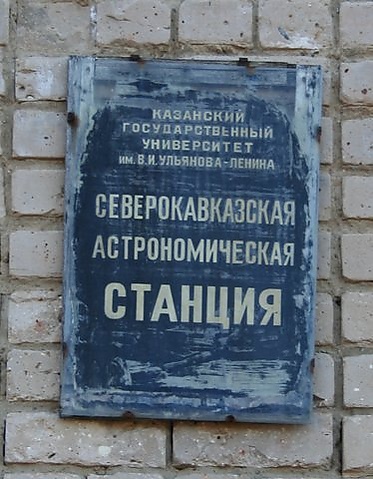 КАЗАНСКИЙ
ГОСУДАРСТВЕННЫЙ
УНИВЕРСИТЕТ
ИМ. В.И. УЛЬЯНОВА-ЛЕНИНА
СЕВЕРОКАВКАЗСКАЯ
АСТРОНОМИЧЕСКАЯ
СТАНЦИЯ